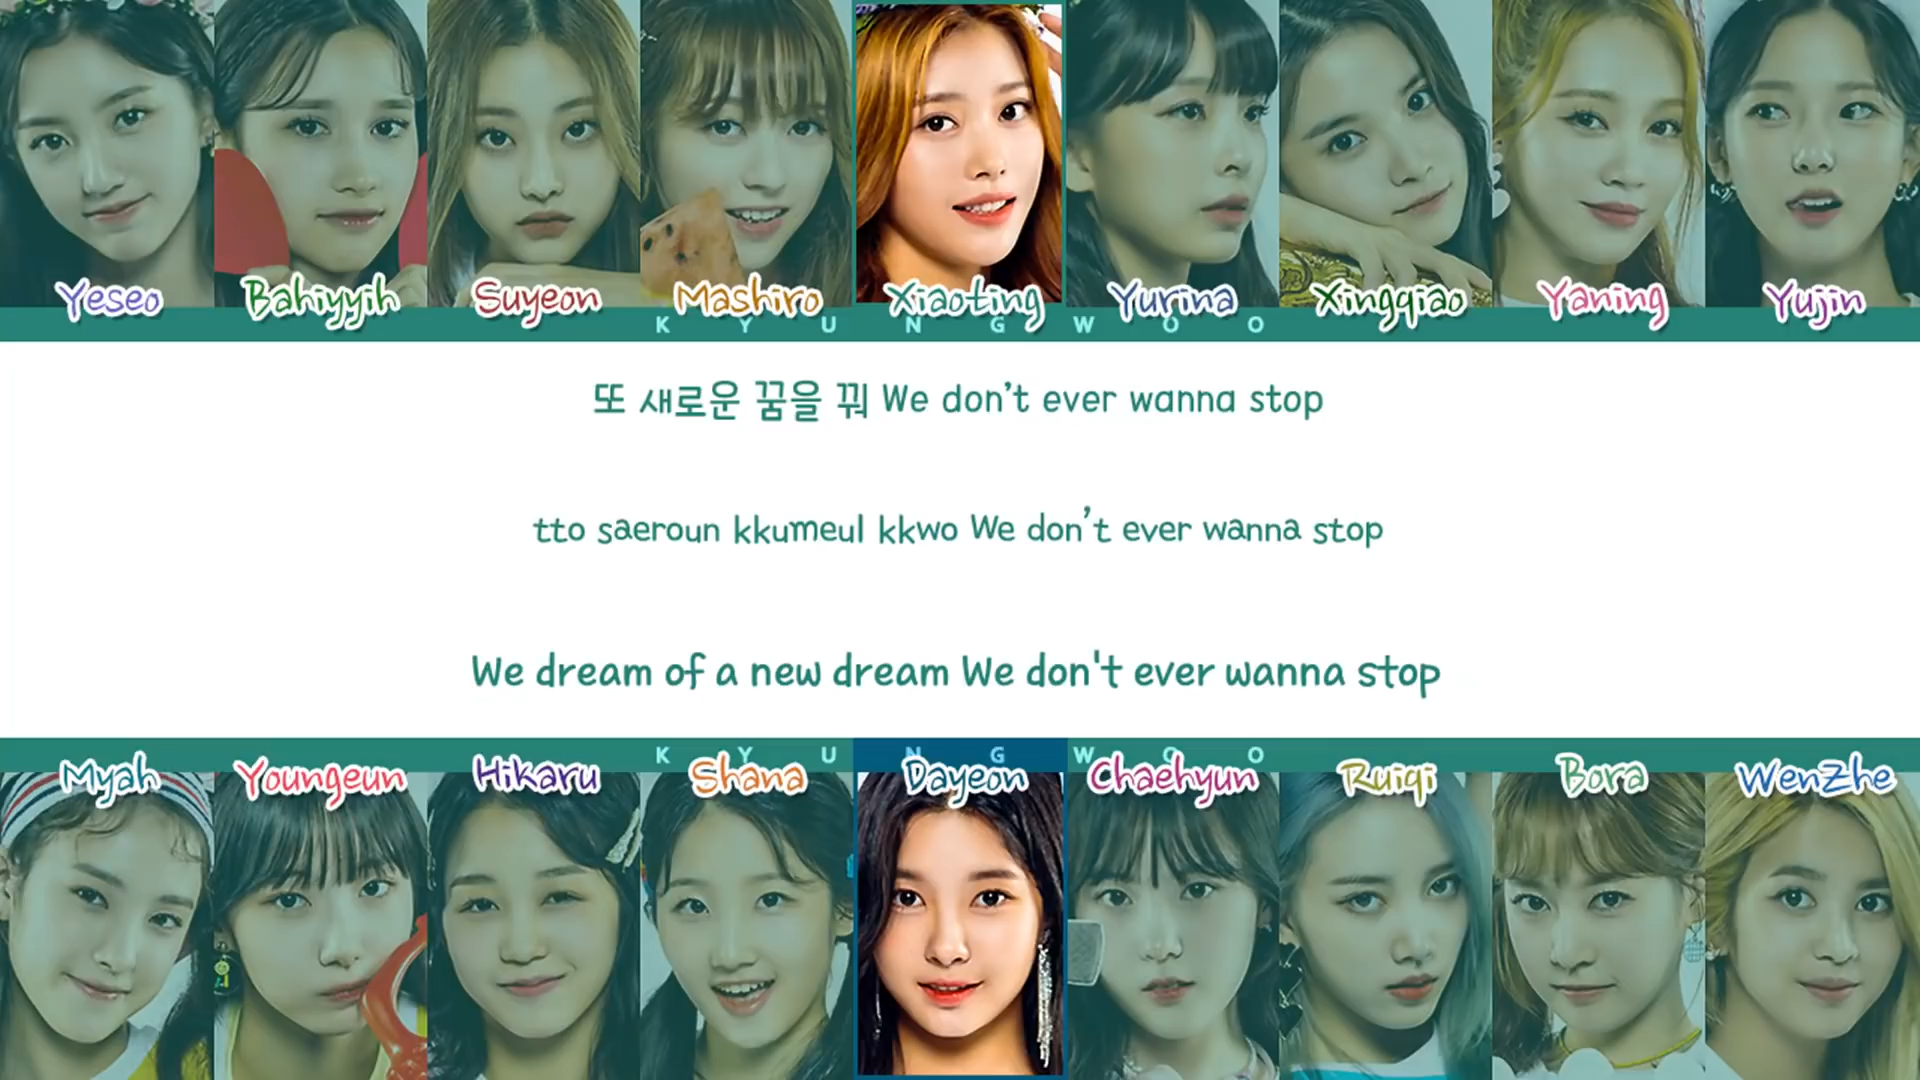 Yeseo Bahiyyih Suyeon Mashiro Xiaoting Yurina Xingqiao Yaning Yujin
K Y U N G W O O
또 새로운 꿈을 꿔 We don’t ever wanna stop
tto saeroun kkumeul kkwo We don’t ever wanna stop
We dream of a new dream We don't ever wanna stop
K Y U N G W O O
Myah Youngeun Hikaru Shana Dayeon Chaehyun Ruiqi Bora WenZhe